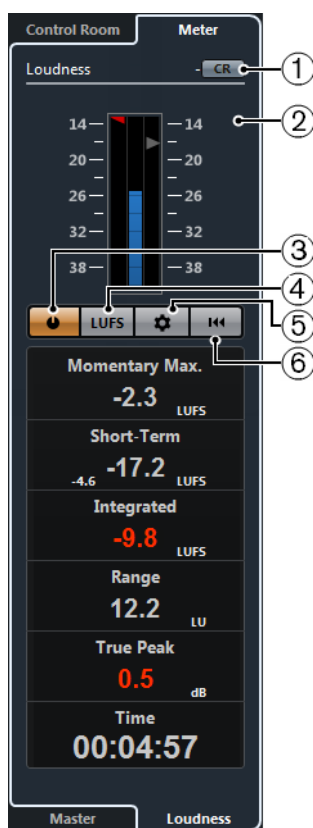 Control Room Meter
Loudness - CR 1
14 14 2
20 20
26 26
32 32
38 38
3
4
LUFS
5
6
Momentary Max.
-2.3 LUFS
Short-Term
-4.6 -17.2 LUFS
Integrated
-9.8 LUFS
Range
12.2 LU
True Peak
0.5 dB
Time
00:04:57
Master Loudness